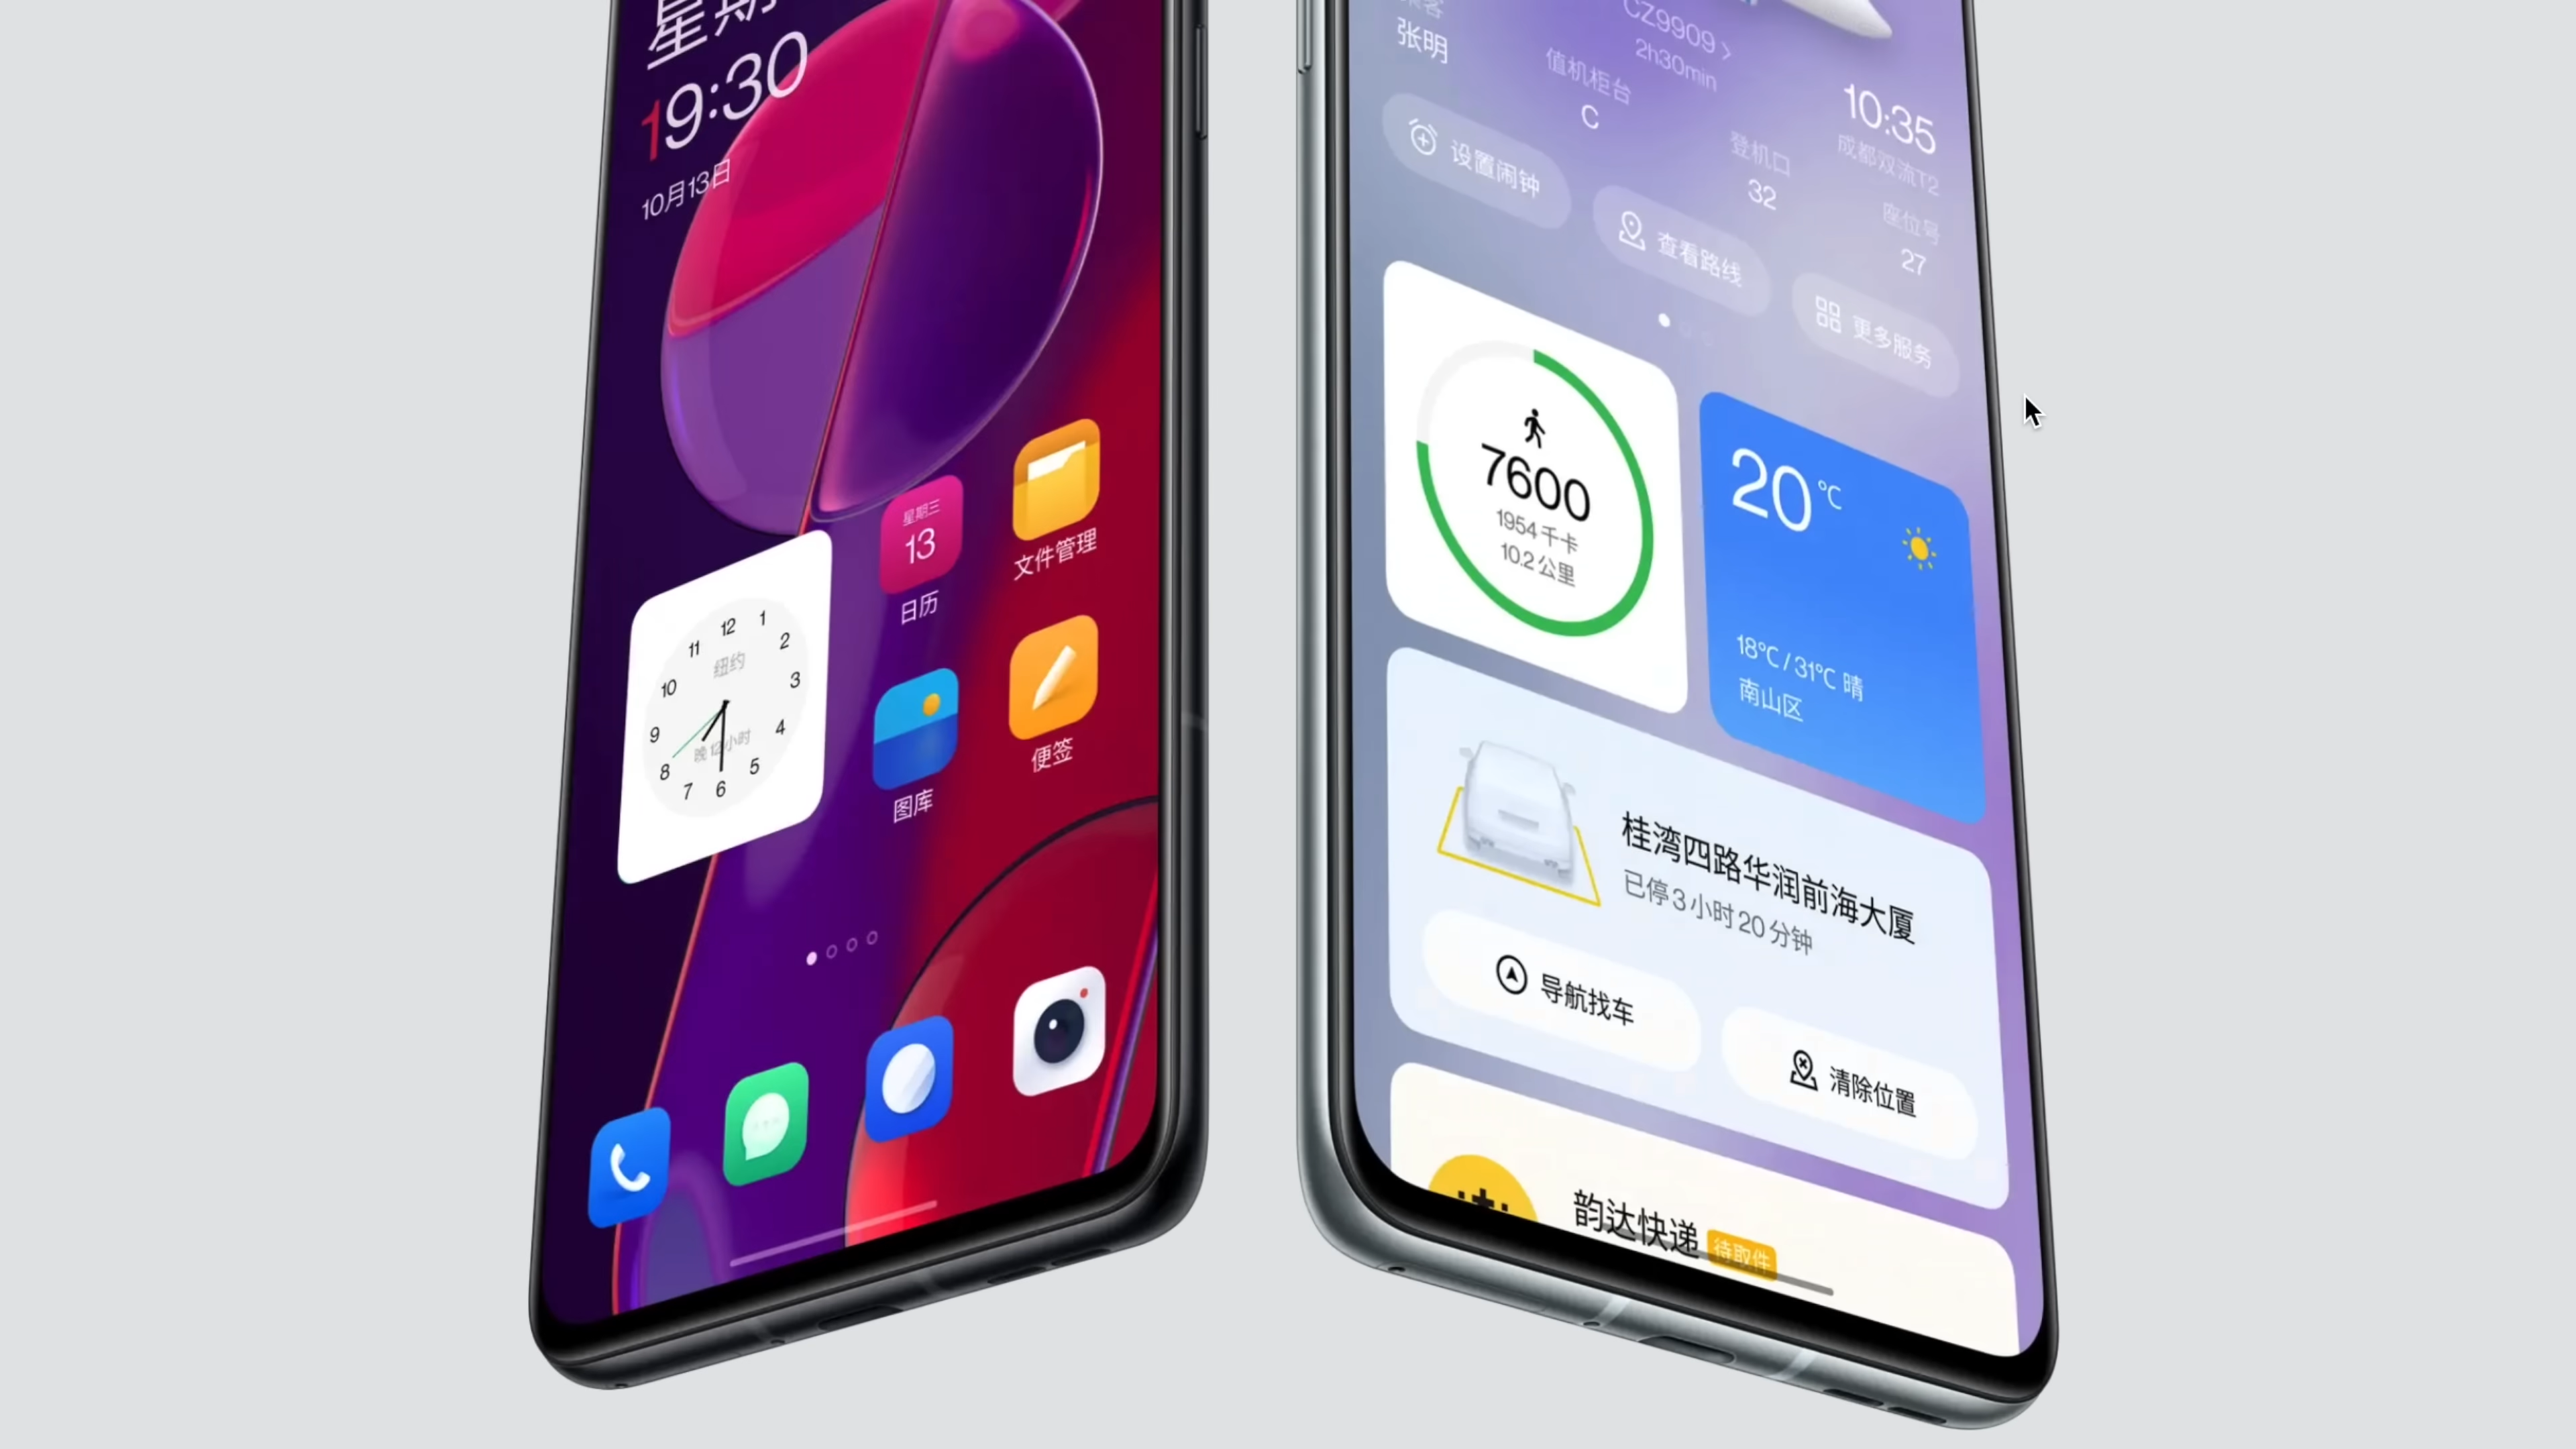 19:30
10月13日
12
1
11
2
纽约
10
3
9
4
8
5
7
6
星期三
13
日历
文件管理
图库
便签
张明
CZ9909 >
2h30min
值机柜台
C
10:35
成都双流T2
登机口
32
座位号
27
设置闹钟
查看路线
更多服务
7600
1954 千卡
10.2 公里
20 °C
18°C / 31°C 晴
南山区
桂湾四路华润前海大厦
已停 3 小时 20 分钟
导航找车
清除位置
韵达快递
待取件